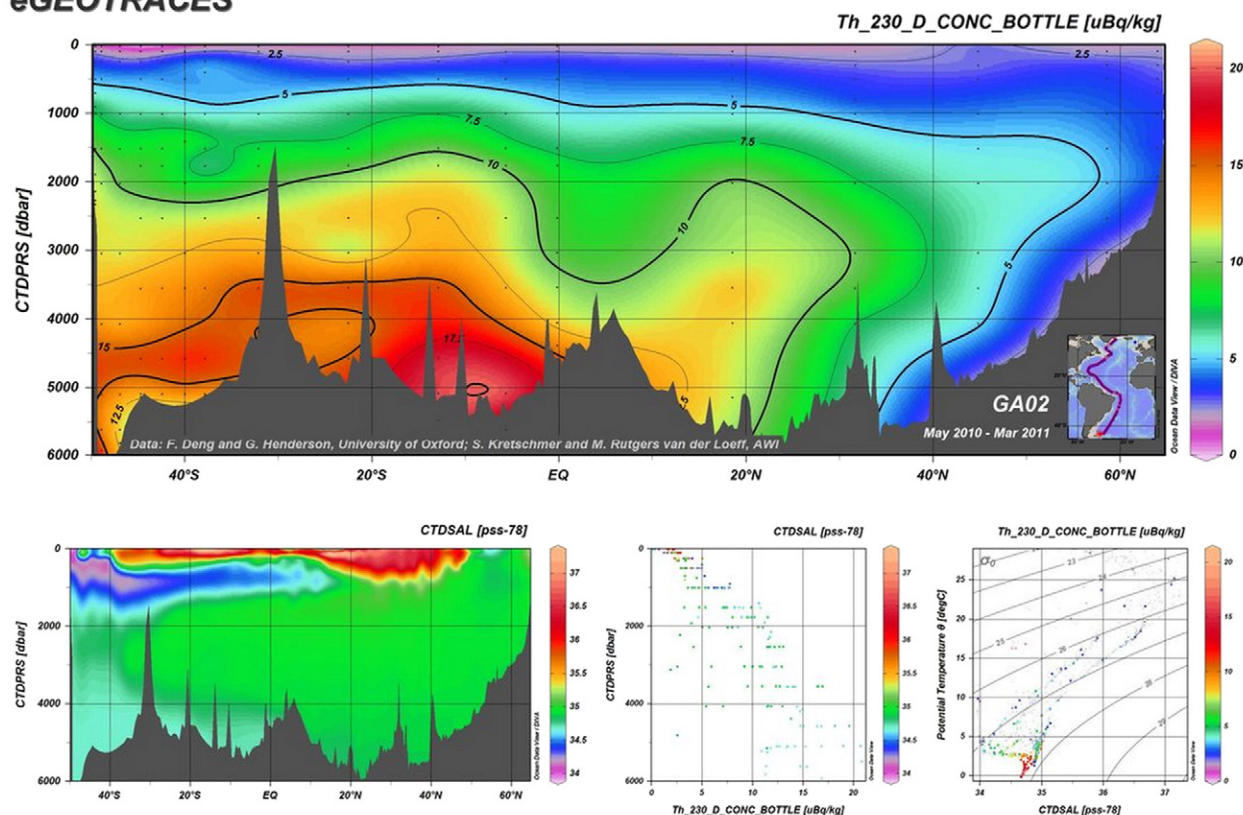 eGEOTRACES
Th_230_D_CONC_BOTTLE [uBq/kg]
0
1000
2000
3000
4000
5000
6000
CTDPRS [dbar]
2.5
2.5
5
5
7.5
7.5
10
10
5
15
17.
12.5
.5
20
15
10
5
0
GA02
May 2010 - Mar 2011
Ocean Data View / DIVA
Data: F. Deng and G. Henderson, University of Oxford; S. Kretschmer and M. Rutgers van der Loeff, AWI
40°S
20°S
EQ
20°N
40°N
60°N
CTDSAL [pss-78]
0
2000
4000
6000
CTDPRS [dbar]
40°S
20°S
EQ
20°N
40°N
60°N
37
36.5
36
35.5
35
34.5
34
Ocean Data View / DIVA
CTDSAL [pss-78]
0
2000
4000
6000
CTDPRS [dbar]
0
5
10
15
20
Th_230_D_CONC_BOTTLE [uBq/kg]
37
36.5
36
35.5
35
34.5
34
Ocean Data View
Th_230_D_CONC_BOTTLE [uBq/kg]
σ0
23
24
25
26
28
29
25
20
15
10
5
0
Potential Temperature θ [degC]
34
35
36
37
CTDSAL [pss-78]
20
15
10
5
0
Ocean Data View